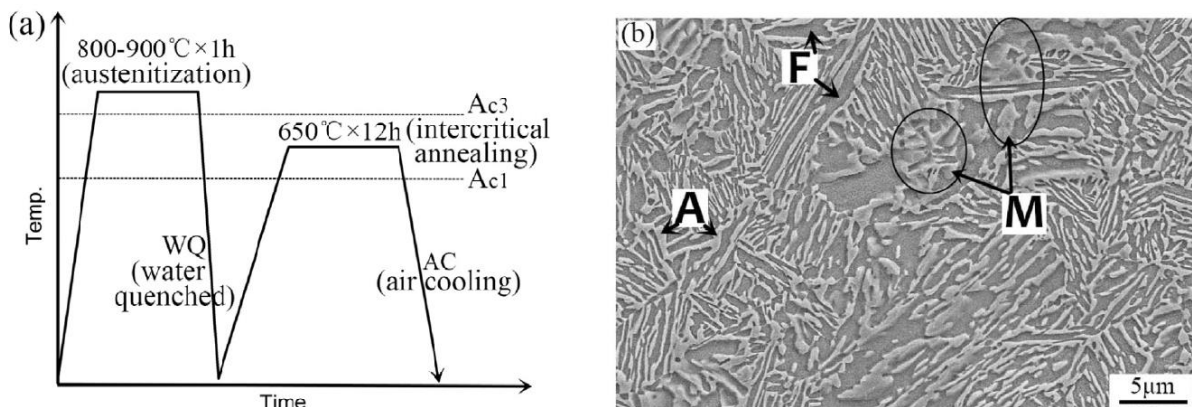 (a)
800-900℃×1h
(austenitization)
Ac3
650℃×12h (intercritical
annealing)
Ac1
WQ
(water
quenched)
AC
(air cooling)
Temp.
Time
(b)
F
A
M
5μm